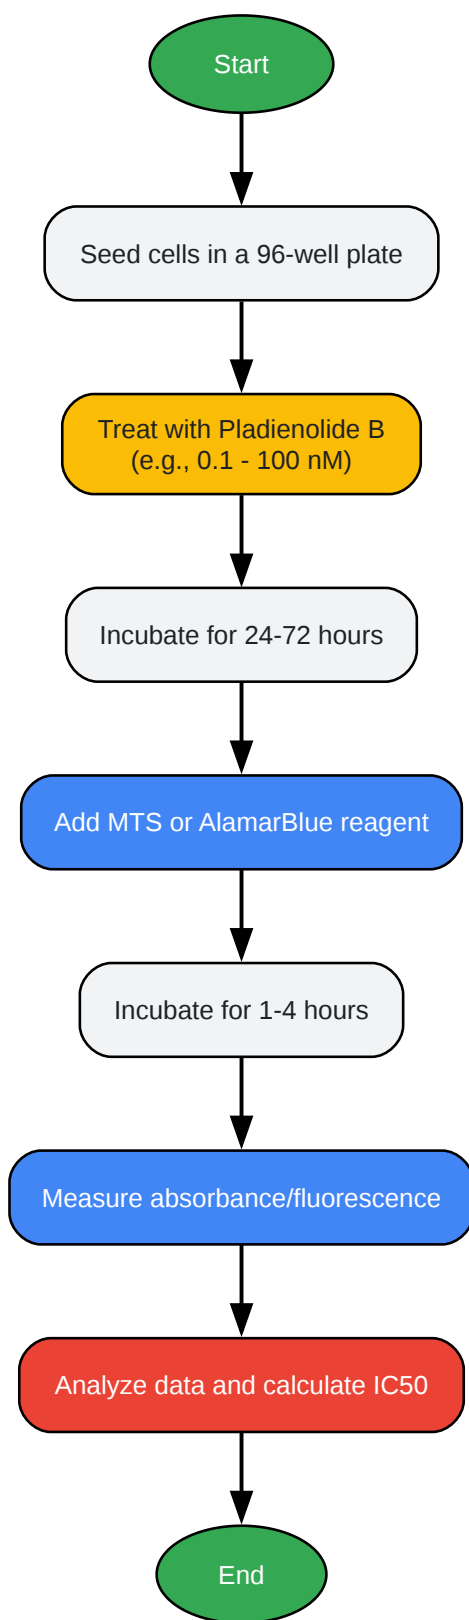 Start
Seed cells in a 96-well plate
Treat with Pladienolide B
(e.g., 0.1 - 100 nM)
Incubate for 24-72 hours
Add MTS or AlamarBlue reagent
Incubate for 1-4 hours
Measure absorbance/fluorescence
Analyze data and calculate IC50
End